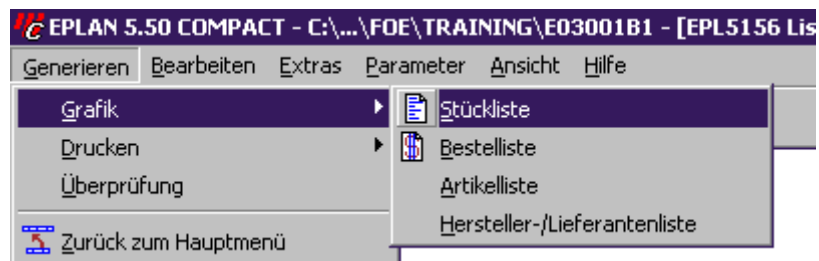 EPLAN 5.50 COMPACT - C:\...\FOE\TRAINING\E03001B1 - [EPL5156 Lis
Generieren Bearbeiten Extras Parameter Ansicht Hilfe
Grafik
Drucken
Überprüfung
Zurück zum Hauptmenü
Stückliste
Bestelliste
Artikelliste
Hersteller-/Lieferantenliste